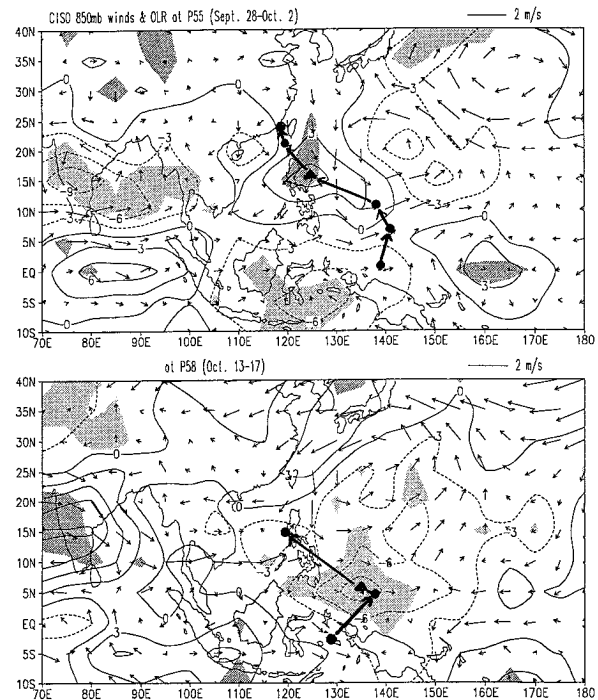 CISO 850mb winds & OLR at P55 (Sept. 28-Oct. 2) 2 m/s
40N
35N
30N
25N
20N
15N
10N
5N
EQ
5S
10S
70E 80E 90E 100E 110E 120E 130E 140E 150E 160E 170E 180
at P58 (Oct. 13-17) 2 m/s
40N
35N
30N
25N
20N
15N
10N
5N
EQ
5S
10S
70E 80E 90E 100E 110E 120E 130E 140E 150E 160E 170E 180